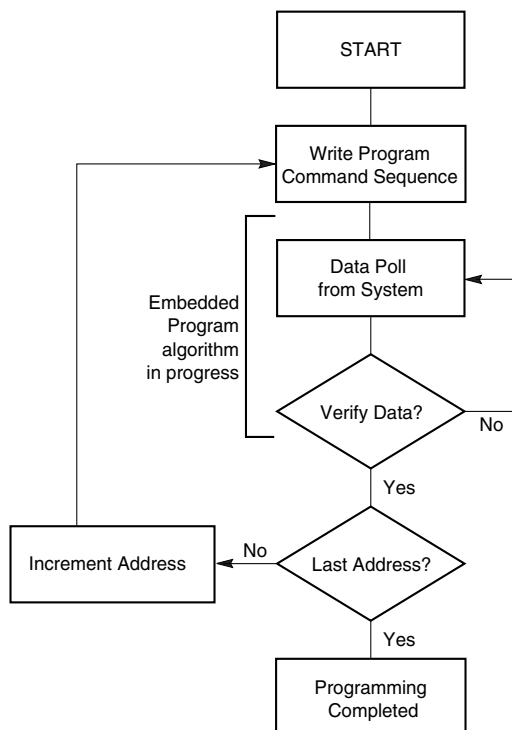 START
Write Program
Command Sequence
Data Poll
from System
Embedded
Program
algorithm
in progress
Verify Data?
No
Yes
Increment Address
No
Last Address?
Yes
Programming
Completed